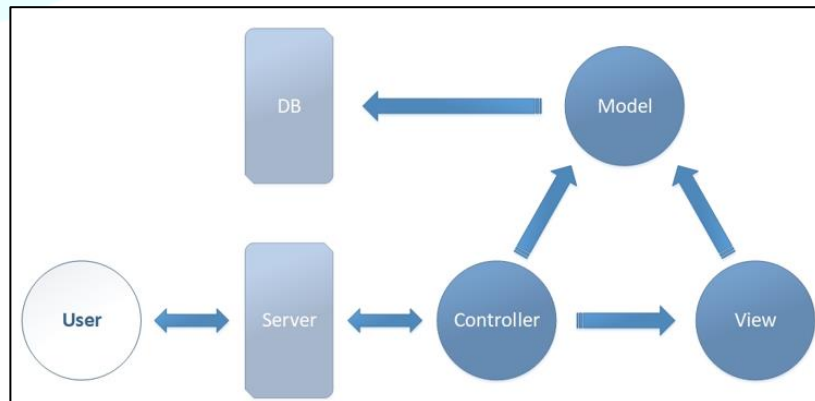 DB
Model
User
Server
Controller
View